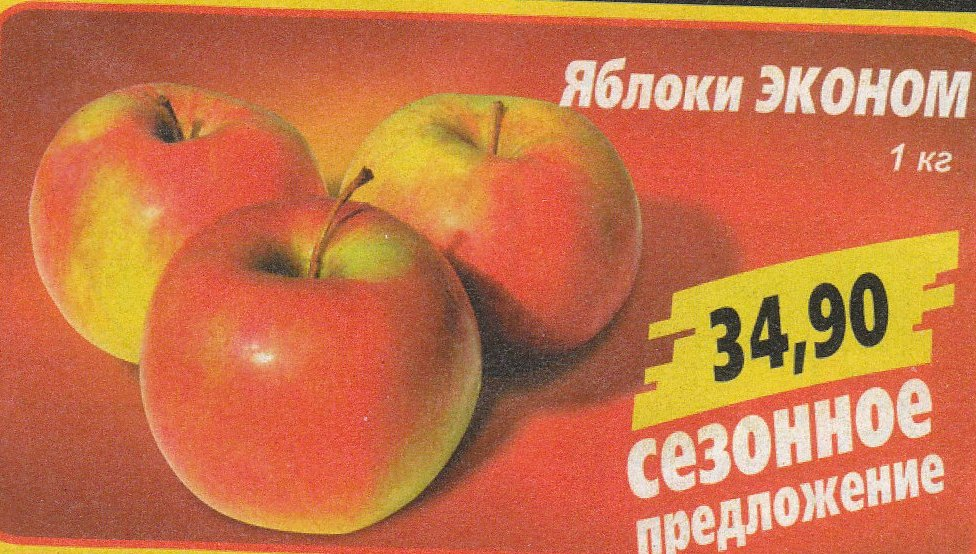 Яблоки ЭКОНОМ
1 кг
34,90
сезонное
предложение